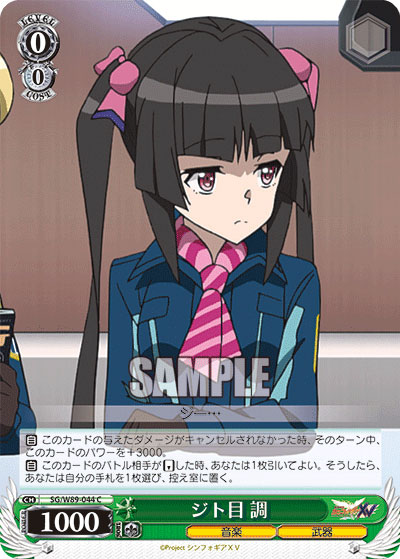 LEVEL
0
0
COST
SAMPLE
ジー…
自 このカードの与えたダメージがキャンセルされなかった時、そのターン中、
このカードのパワーを＋3000。
自 このカードのバトル相手が【】した時、あなたは1枚引いてよい。そうしたら、
あなたは自分の手札を1枚選び、控え室に置く。
CH SG/W89-044 C
1000
ジト目 調
XV
音楽
武器
©Project シンフォギアＸＶ